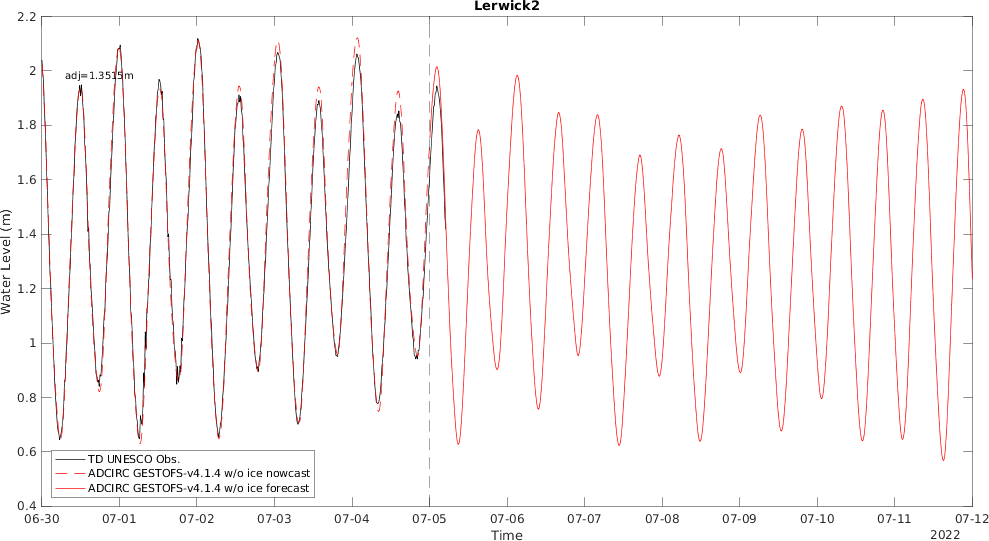 Lerwick2
2.2
2
1.8
1.6
1.4
1.2
1
0.8
0.6
0.4
Water Level (m)
adj=1.3515m
TD UNESCO Obs.
ADCIRC GESTOFS-v4.1.4 w/o ice nowcast
ADCIRC GESTOFS-v4.1.4 w/o ice forecast
06-30 07-01 07-02 07-03 07-04 07-05 07-06 07-07 07-08 07-09 07-10 07-11 07-12
Time
2022